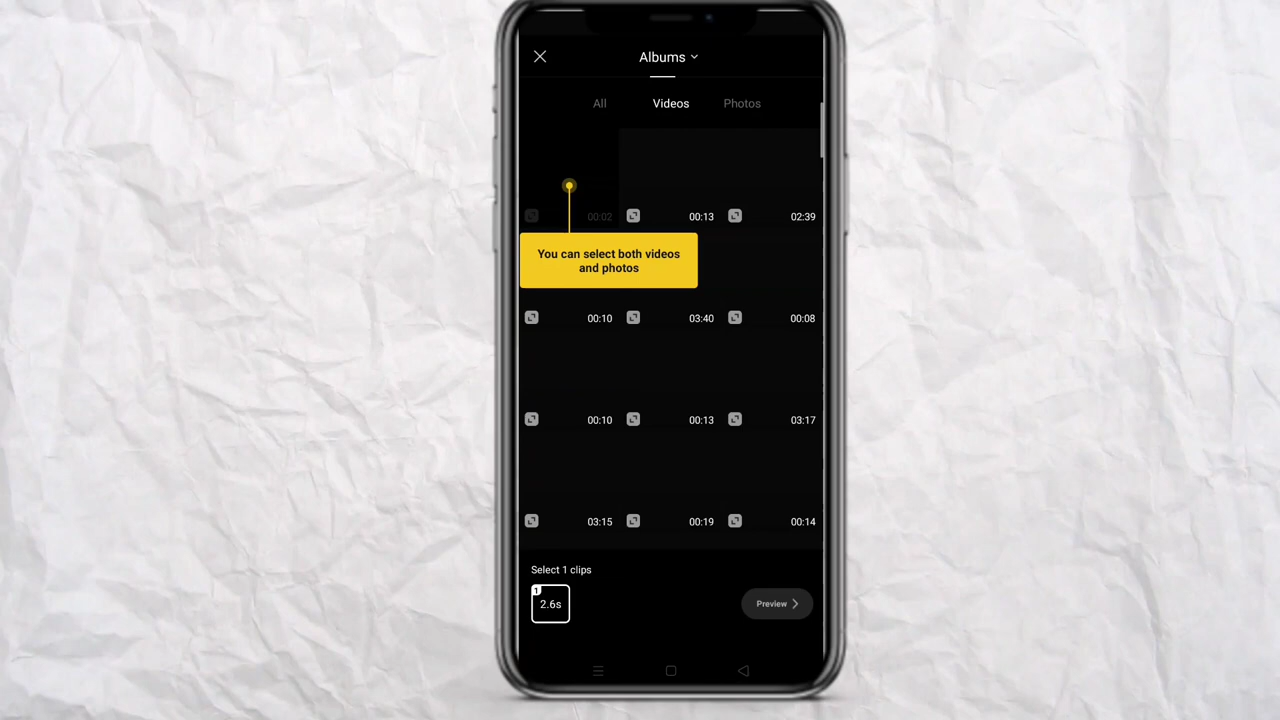 Albums
All Videos Photos
00:02 00:13 02:39
You can select both videos
and photos
00:10 03:40 00:08
00:10 00:13 03:17
03:15 00:19 00:14
Select 1 clips
1
2.6s
Preview